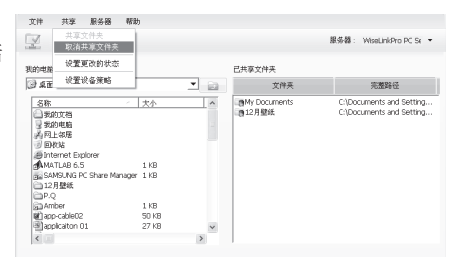 文件 共享 服务器 帮助
共享文件夹
取消共享文件夹
设置更改的状态
设置设备策略
服务器： WiseLinkPro PC Se
我的电脑
桌面
名称 大小
我的文档
我的电脑
网上邻居
回收站
Internet Explorer
MATLAB 6.5 1 KB
SAMSUNG PC Share Manager 1 KB
12月壁纸
P.Q
Amber 1 KB
app-cable02 50 KB
applicaiton 01 27 KB
已共享文件夹
文件夹 完整路径
My Documents C:\Documents and Setting...
12月壁纸 C:\Documents and Setting...